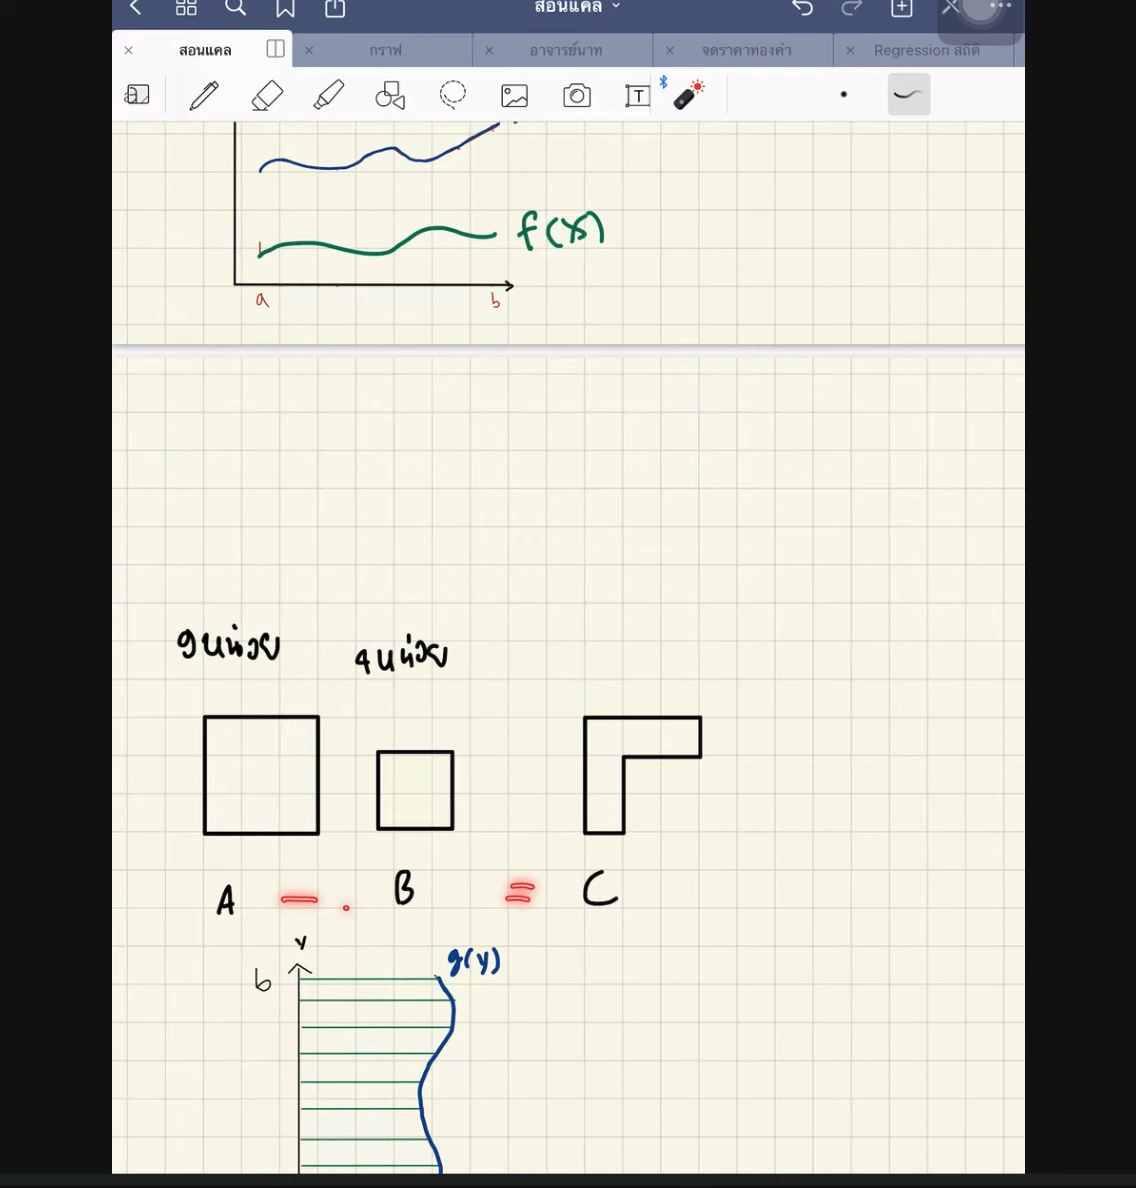 สอนแคล
สอนแคล กราฟ อาจารย์นาท จดราคาทองคำ Regression สถิติ
T
f(x)
a b
9 หน่วย 4 หน่วย
A - . B = C
y
g(y)
b